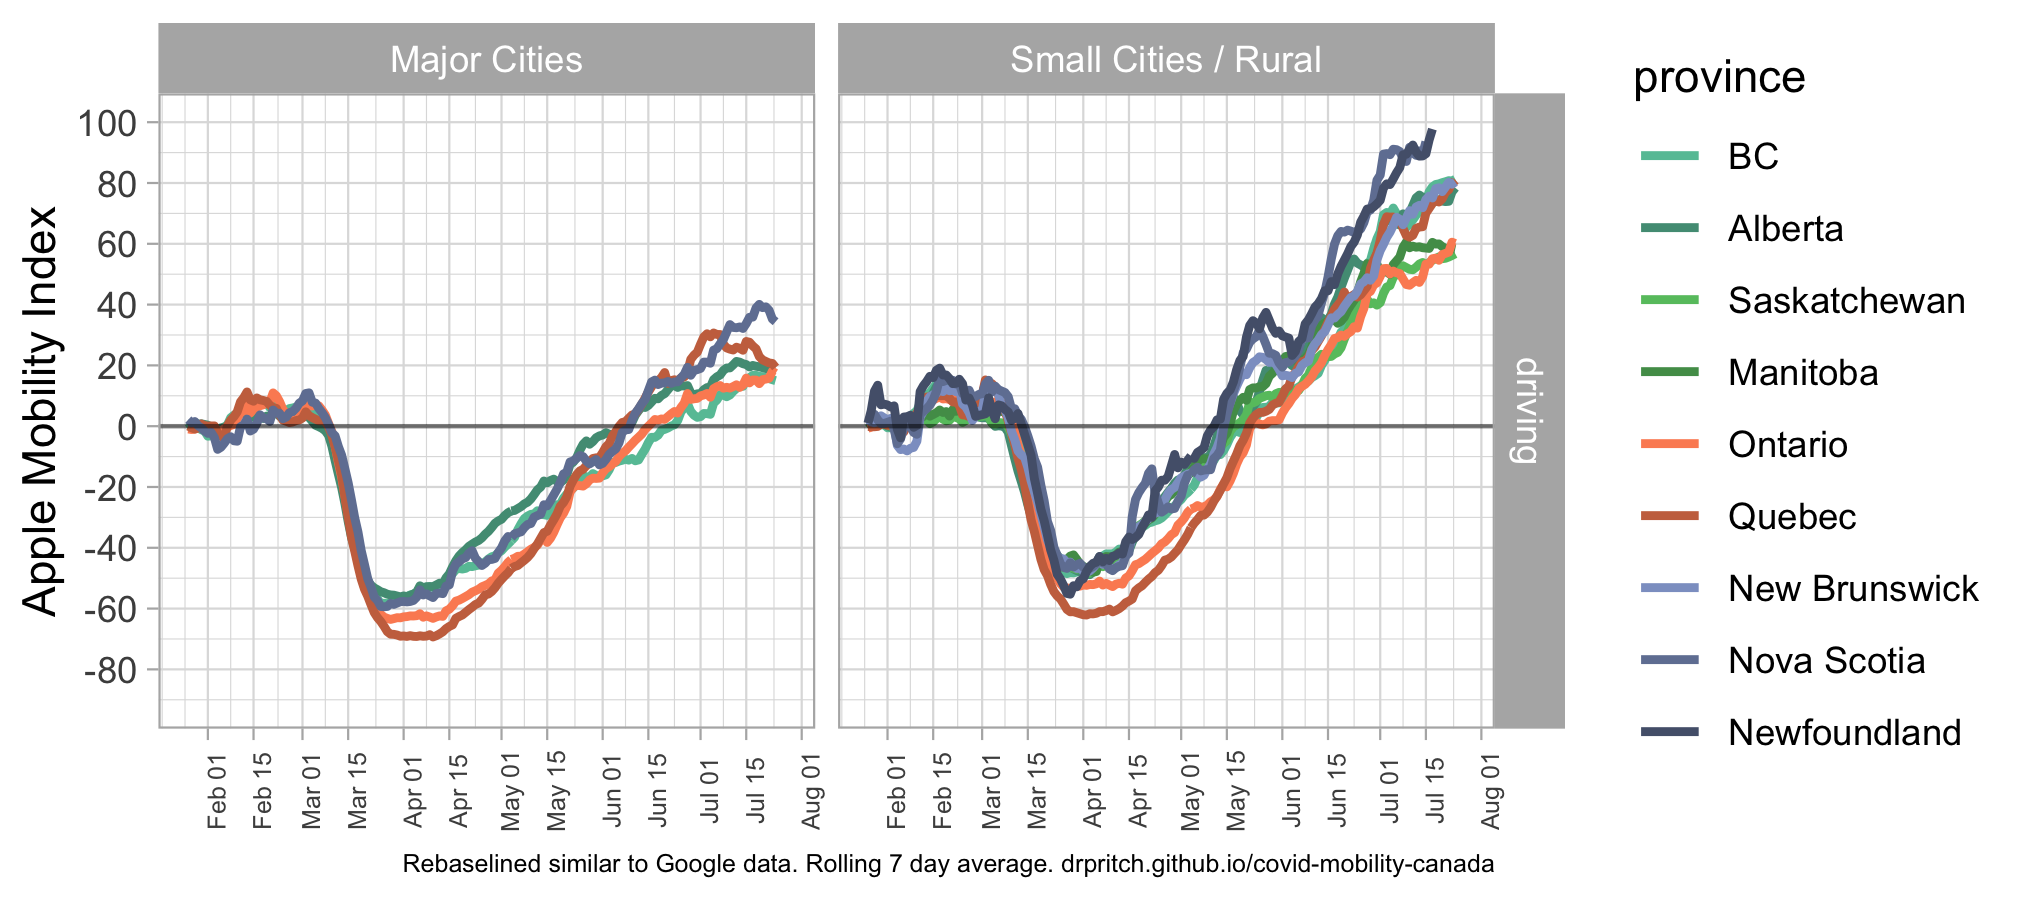 Major Cities
Small Cities / Rural
province
Apple Mobility Index
100
80
60
40
20
0
-20
-40
-60
-80
driving
BC
Alberta
Saskatchewan
Manitoba
Ontario
Quebec
New Brunswick
Nova Scotia
Newfoundland
Feb 01
Feb 15
Mar 01
Mar 15
Apr 01
Apr 15
May 01
May 15
Jun 01
Jun 15
Jul 01
Jul 15
Aug 01
Feb 01
Feb 15
Mar 01
Mar 15
Apr 01
Apr 15
May 01
May 15
Jun 01
Jun 15
Jul 01
Jul 15
Aug 01
Rebaselined similar to Google data. Rolling 7 day average. drpritch.github.io/covid-mobility-canada